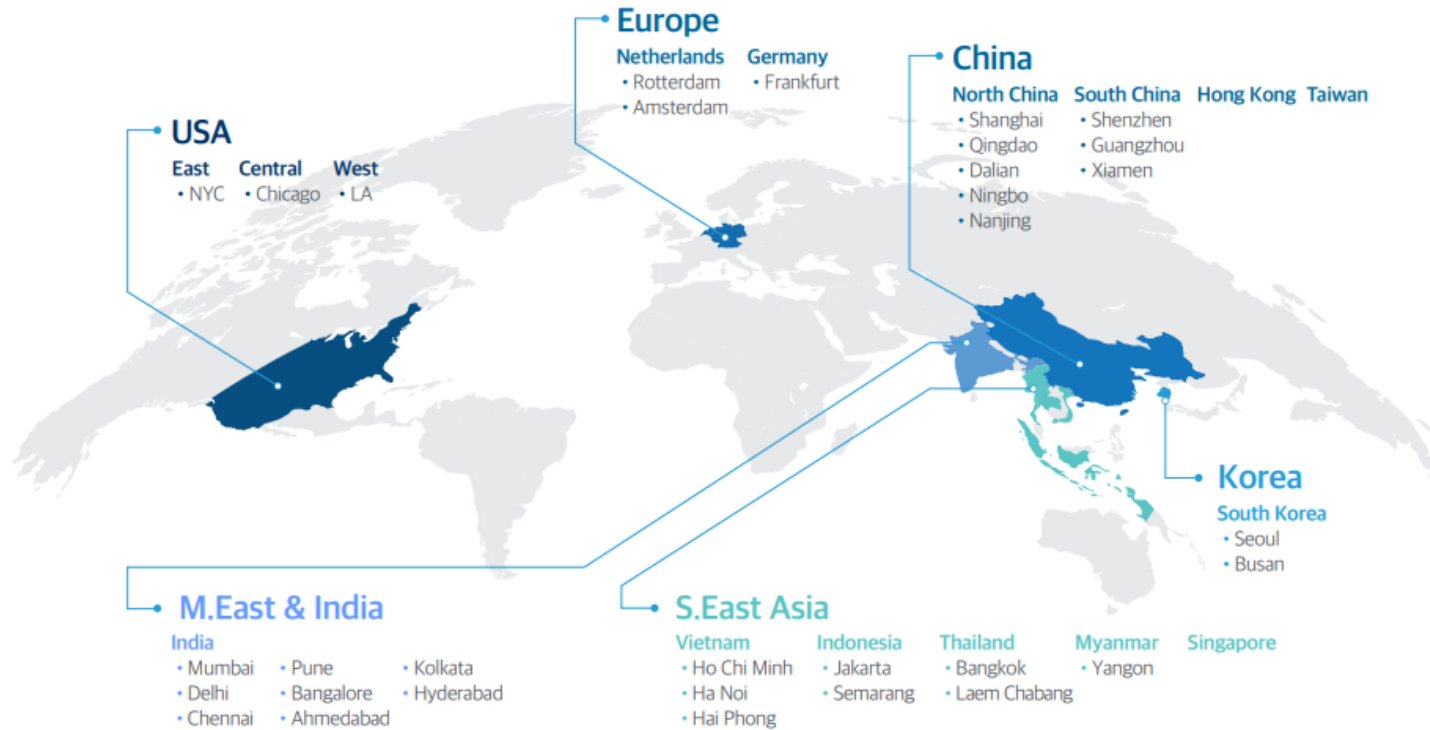 Europe
Netherlands Germany
• Rotterdam • Frankfurt
• Amsterdam
China
North China South China Hong Kong Taiwan
• Shanghai • Shenzhen
• Qingdao • Guangzhou
• Dalian • Xiamen
• Ningbo
• Nanjing
USA
East Central West
• NYC • Chicago • LA
Korea
South Korea
• Seoul
• Busan
M.East & India
India
• Mumbai • Pune • Kolkata
• Delhi • Bangalore • Hyderabad
• Chennai • Ahmedabad
S.East Asia
Vietnam Indonesia Thailand Myanmar Singapore
• Ho Chi Minh • Jakarta • Bangkok • Yangon
• Ha Noi • Semarang • Laem Chabang
• Hai Phong